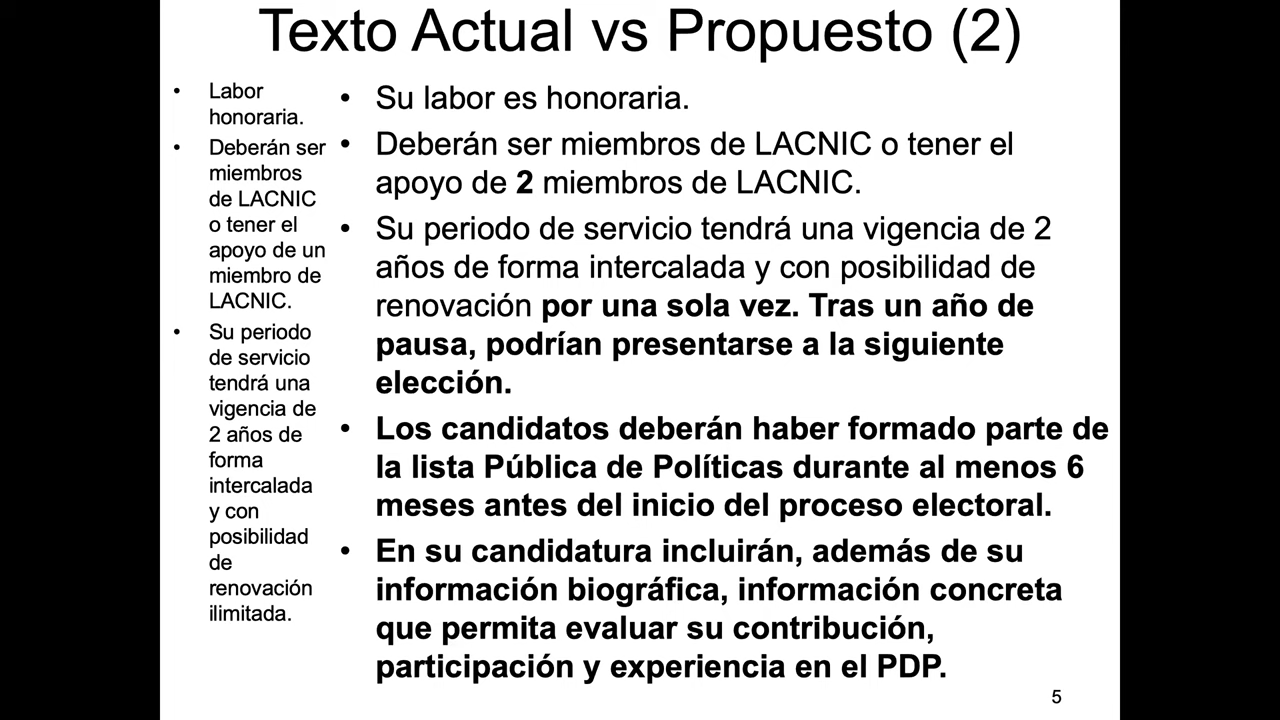 Texto Actual vs Propuesto (2)
• Labor
honoraria.
• Deberán ser
miembros
de LACNIC
o tener el
apoyo de un
miembro de
LACNIC.
• Su periodo
de servicio
tendrá una
vigencia de
2 años de
forma
intercalada
y con
posibilidad
de
renovación
ilimitada.
• Su labor es honoraria.
• Deberán ser miembros de LACNIC o tener el
apoyo de 2 miembros de LACNIC.
• Su periodo de servicio tendrá una vigencia de 2
años de forma intercalada y con posibilidad de
renovación por una sola vez. Tras un año de
pausa, podrían presentarse a la siguiente
elección.
• Los candidatos deberán haber formado parte de
la lista Pública de Políticas durante al menos 6
meses antes del inicio del proceso electoral.
• En su candidatura incluirán, además de su
información biográfica, información concreta
que permita evaluar su contribución,
participación y experiencia en el PDP.
5